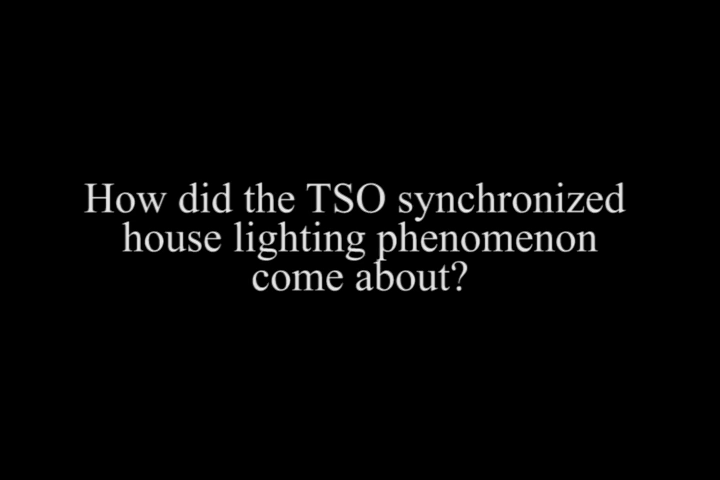 How did the TSO synchronized
house lighting phenomenon
come about?